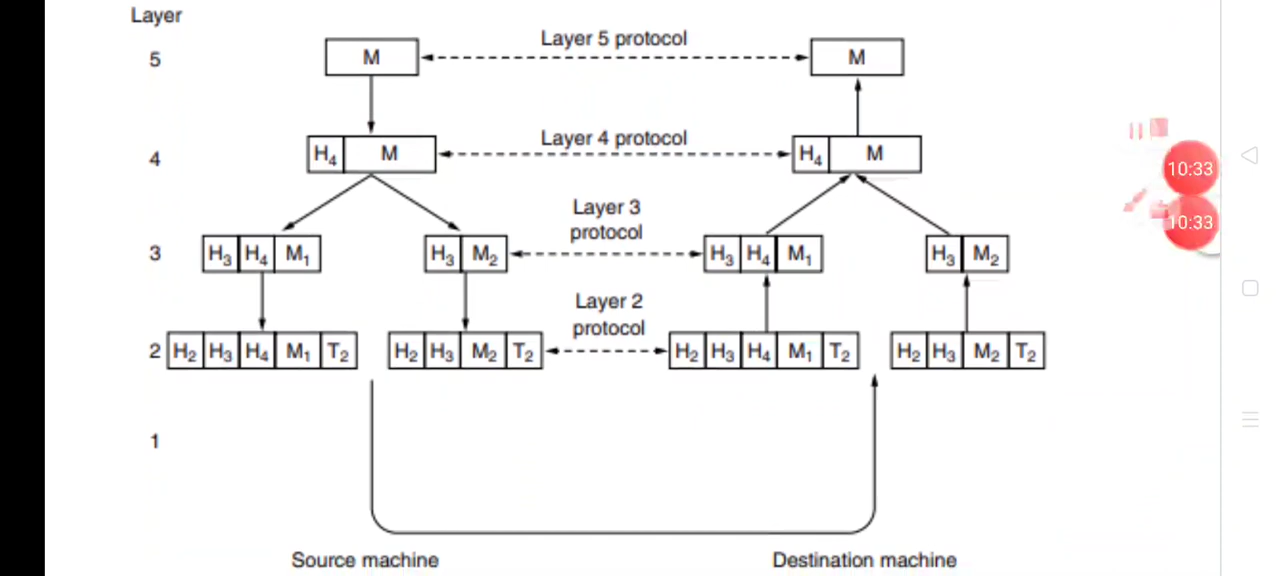 Layer
5
M
Layer 5 protocol
M
4
H4 M
Layer 4 protocol
H4 M
3
H3 H4 M1
H3 M2
Layer 3
protocol
H3 H4 M1
H3 M2
2
H2 H3 H4 M1 T2
H2 H3 M2 T2
Layer 2
protocol
H2 H3 H4 M1 T2
H2 H3 M2 T2
1
Source machine
Destination machine
10:33
10:33